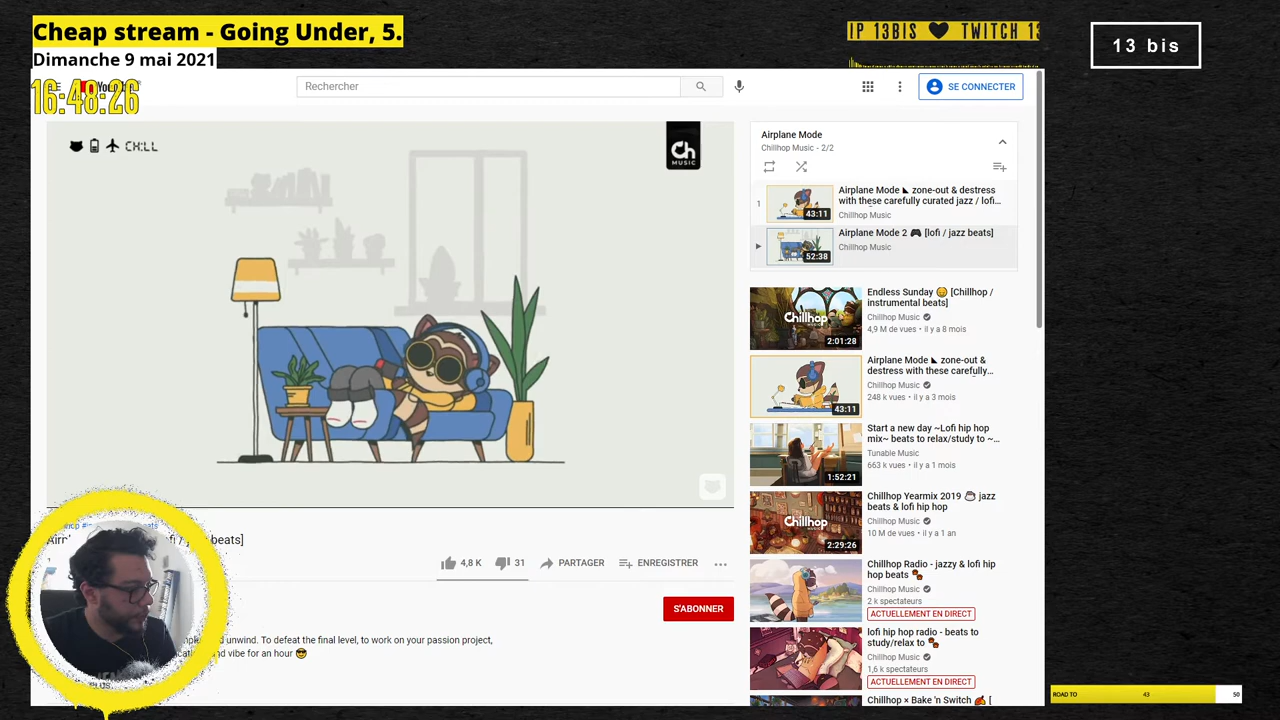 Cheap stream - Going Under, 5.
Dimanche 9 mai 2021
16:48:26
IP 13BIS ♥ TWITCH 13
13 bis
Rechercher
SE CONNECTER
CH:LL
Ch
MUSIC
Airplane Mode
Chillhop Music - 2/2
1
43:11
Airplane Mode ◣ zone-out & destress
with these carefully curated jazz / lofi…
Chillhop Music
52:38
Airplane Mode 2 🎮 [lofi / jazz beats]
Chillhop Music
Chillhop
MUSIC
2:01:28
Endless Sunday 😌 [Chillhop /
instrumental beats]
Chillhop Music
4,9 M de vues • il y a 8 mois
43:11
Airplane Mode ◣ zone-out &
destress with these carefully…
Chillhop Music
248 k vues • il y a 3 mois
1:52:21
Start a new day ~Lofi hip hop
mix~ beats to relax/study to ~…
Tunable Music
663 k vues • il y a 1 mois
Chillhop
2:29:26
Chillhop Yearmix 2019 ☕ jazz
beats & lofi hip hop
Chillhop Music
10 M de vues • il y a 1 an
Chillhop Radio - jazzy & lofi hip
hop beats 🐾
Chillhop Music
2 k spectateurs
ACTUELLEMENT EN DIRECT
lofi hip hop radio - beats to
study/relax to 🐾
Chillhop Music
1,6 k spectateurs
ACTUELLEMENT EN DIRECT
Chillhop × Bake 'n Switch 🍂 [
beats]
4,8 K
31
PARTAGER
ENREGISTRER
S'ABONNER
unwind. To defeat the final level, to work on your passion project,
nd vibe for an hour 😎
ROAD TO
43
50